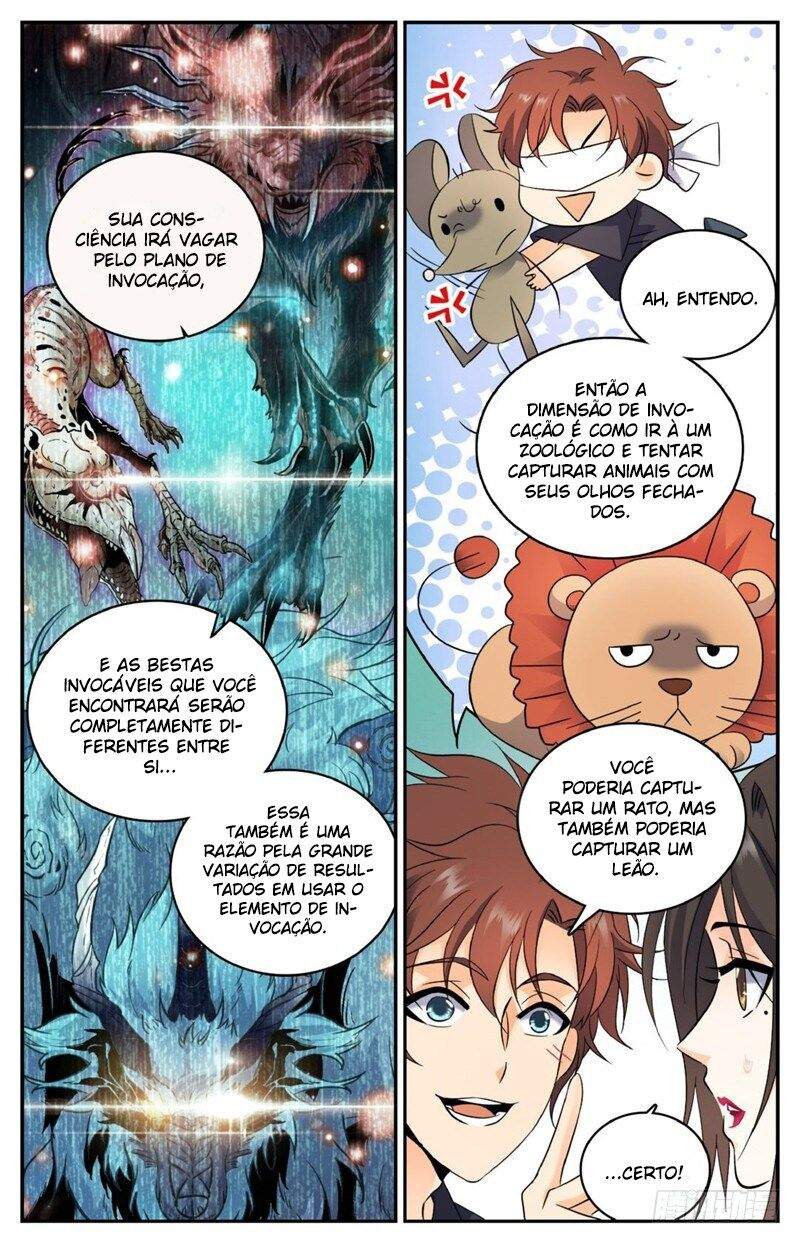 SUA CONS-
CIÊNCIA IRÁ VAGAR
PELO PLANO DE
INVOCAÇÃO,
E AS BESTAS
INVOCÁVEIS QUE VOCÊ
ENCONTRARÁ SERÃO
COMPLETAMENTE DI-
FERENTES ENTRE
SI...
ESSA
TAMBÉM É UMA
RAZÃO PELA GRANDE
VARIAÇÃO DE RESUL-
TADOS EM USAR O
ELEMENTO DE IN-
VOCAÇÃO.
AH, ENTENDO.
ENTÃO A
DIMENSÃO DE INVO-
CAÇÃO É COMO IR À UM
ZOOLÓGICO E TENTAR
CAPTURAR ANIMAIS COM
SEUS OLHOS FECHA-
DOS.
VOCÊ
PODERIA CAPTU-
RAR UM RATO, MAS
TAMBÉM PODERIA
CAPTURAR UM
LEÃO.
...CERTO!